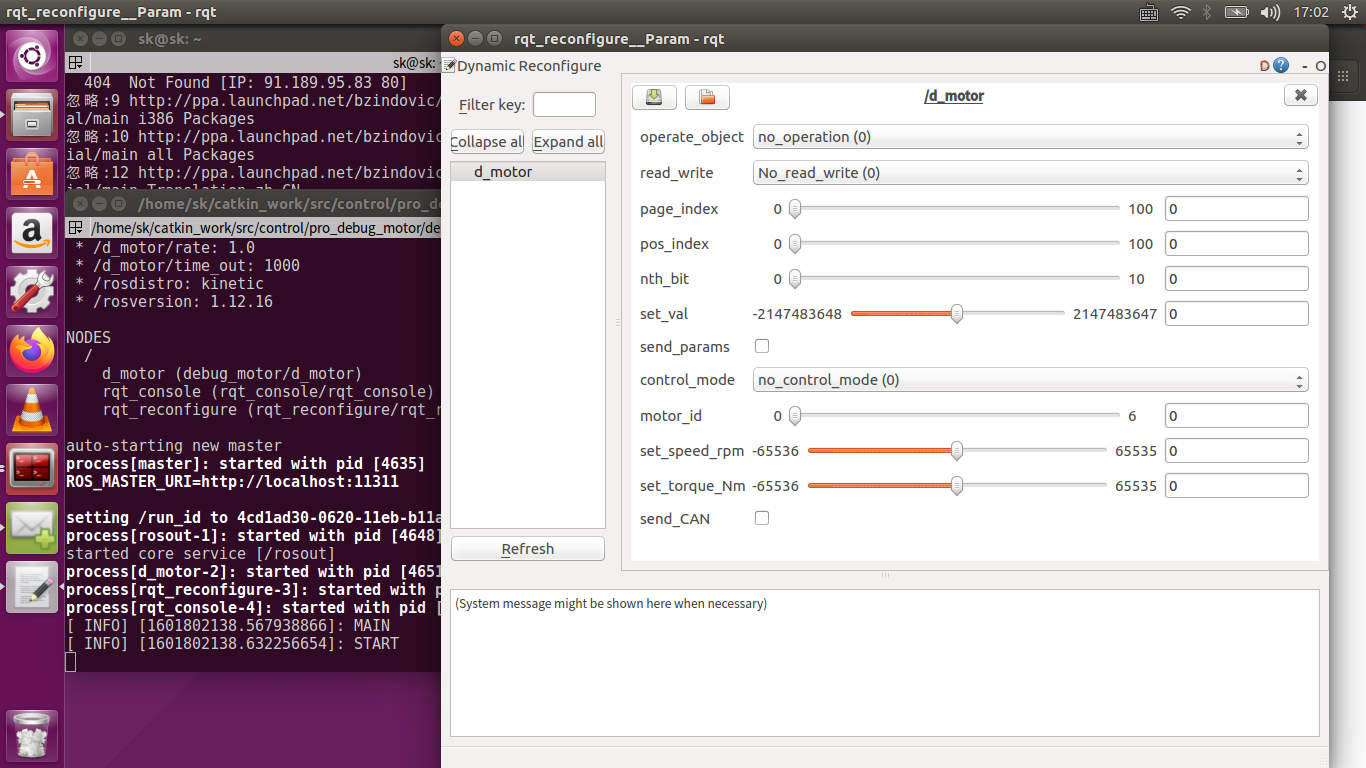 rqt_reconfigure__Param - rqt
17:02
sk@sk: ~
sk@sk:
404  Not Found [IP: 91.189.95.83 80]
忽略:9 http://ppa.launchpad.net/bzindovic/
al/main i386 Packages
忽略:10 http://ppa.launchpad.net/bzindovic
ial/main all Packages
忽略:12 http://ppa.launchpad.net/bzindovic
ial/main Translation-zh_CN
/home/sk/catkin_work/src/control/pro_de
/home/sk/catkin_work/src/control/pro_debug_motor/de
* /d_motor/rate: 1.0
* /d_motor/time_out: 1000
* /rosdistro: kinetic
* /rosversion: 1.12.16
NODES
/
d_motor (debug_motor/d_motor)
rqt_console (rqt_console/rqt_console)
rqt_reconfigure (rqt_reconfigure/rqt_r
auto-starting new master
process[master]: started with pid [4635]
ROS_MASTER_URI=http://localhost:11311
setting /run_id to 4cd1ad30-0620-11eb-b11a
process[rosout-1]: started with pid [4648]
started core service [/rosout]
process[d_motor-2]: started with pid [4651
process[rqt_reconfigure-3]: started with p
process[rqt_console-4]: started with pid [
[ INFO] [1601802138.567938866]: MAIN
[ INFO] [1601802138.632256654]: START
rqt_reconfigure__Param - rqt
Dynamic Reconfigure
D ? - O
Filter key:
Collapse all Expand all
d_motor
Refresh
/d_motor
operate_object no_operation (0)
read_write No_read_write (0)
page_index 0 100 0
pos_index 0 100 0
nth_bit 0 10 0
set_val -2147483648 2147483647 0
send_params
control_mode no_control_mode (0)
motor_id 0 6 0
set_speed_rpm -65536 65535 0
set_torque_Nm -65536 65535 0
send_CAN
(System message might be shown here when necessary)